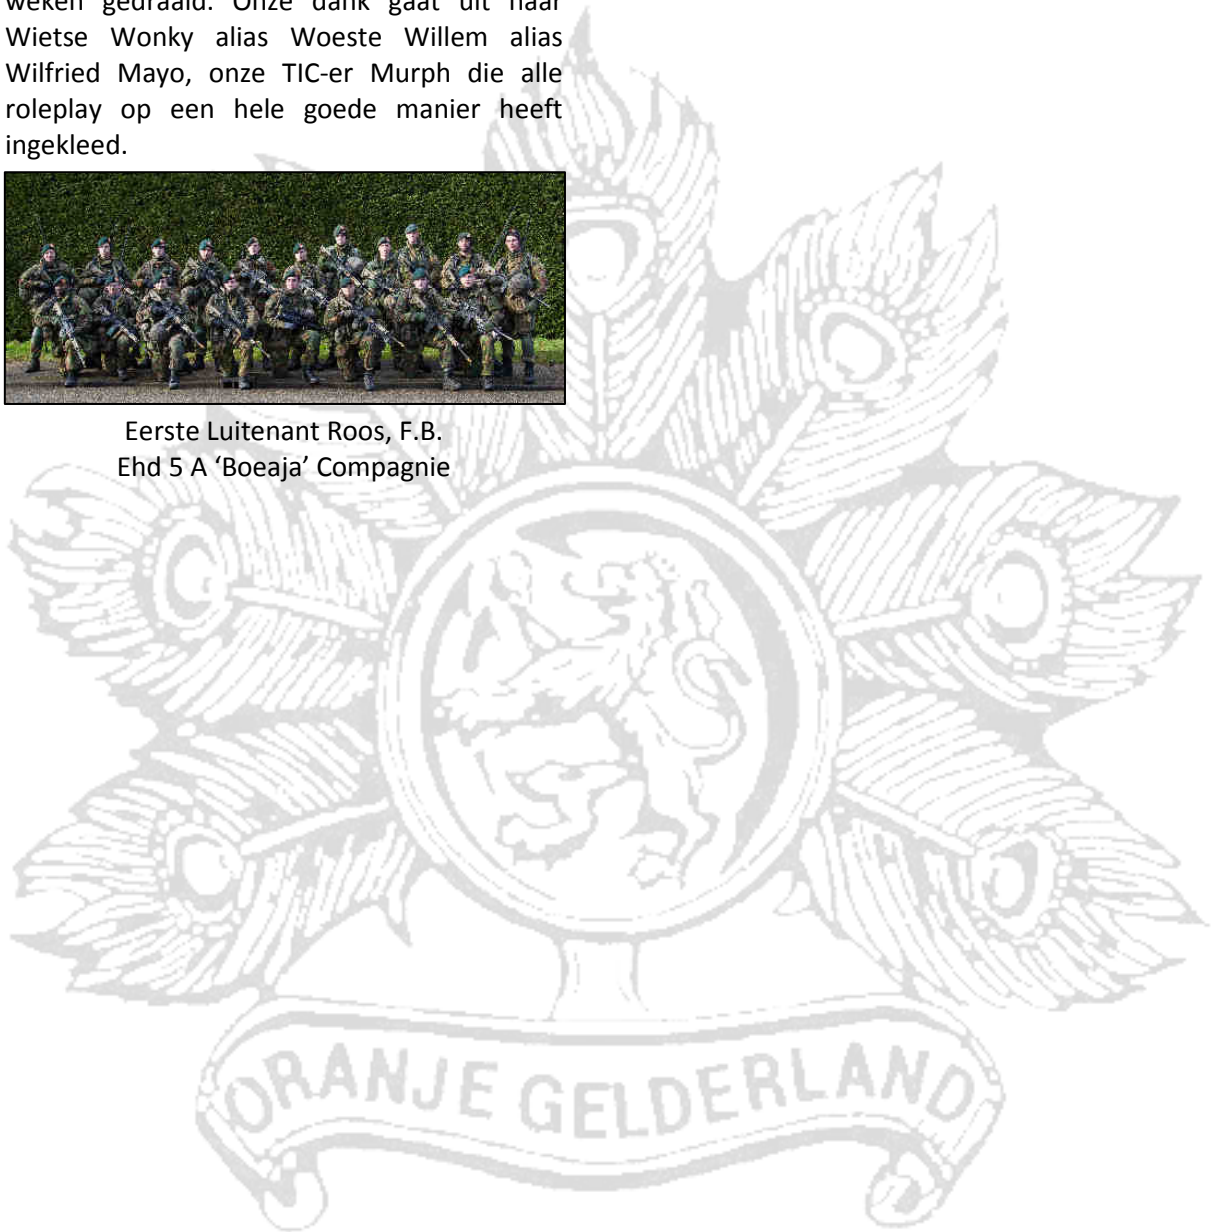 weken gedraaid. Onze dank gaat uit naar
Wietse Wonky alias Woeste Willem alias
Wilfried Mayo, onze TIC-er Murph die alle
roleplay op een hele goede manier heeft
ingekleed.
Eerste Luitenant Roos, F.B.
Ehd 5 A ‘Boeaja’ Compagnie
ORANJE GELDERLAND